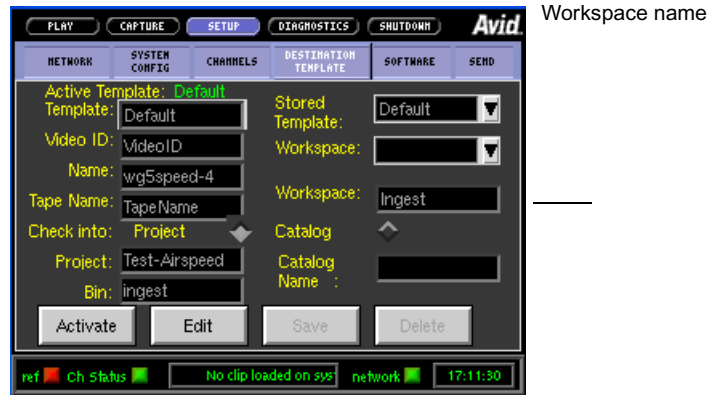 PLAY CAPTURE SETUP DIAGNOSTICS SHUTDOWN Avid
Workspace name
NETWORK SYSTEM CONFIG CHANNELS DESTINATION TEMPLATE SOFTWARE SEND
Active Template: Default
Template: Default
Stored Template: Default
Video ID: VideoID
Workspace:
Name: wg5speed-4
Workspace: Ingest
Tape Name: TapeName
Check into: Project
Catalog
Project: Test-Airspeed
Catalog Name :
Bin: ingest
Activate Edit Save Delete
ref Ch Status No clip loaded on syst network 17:11:30